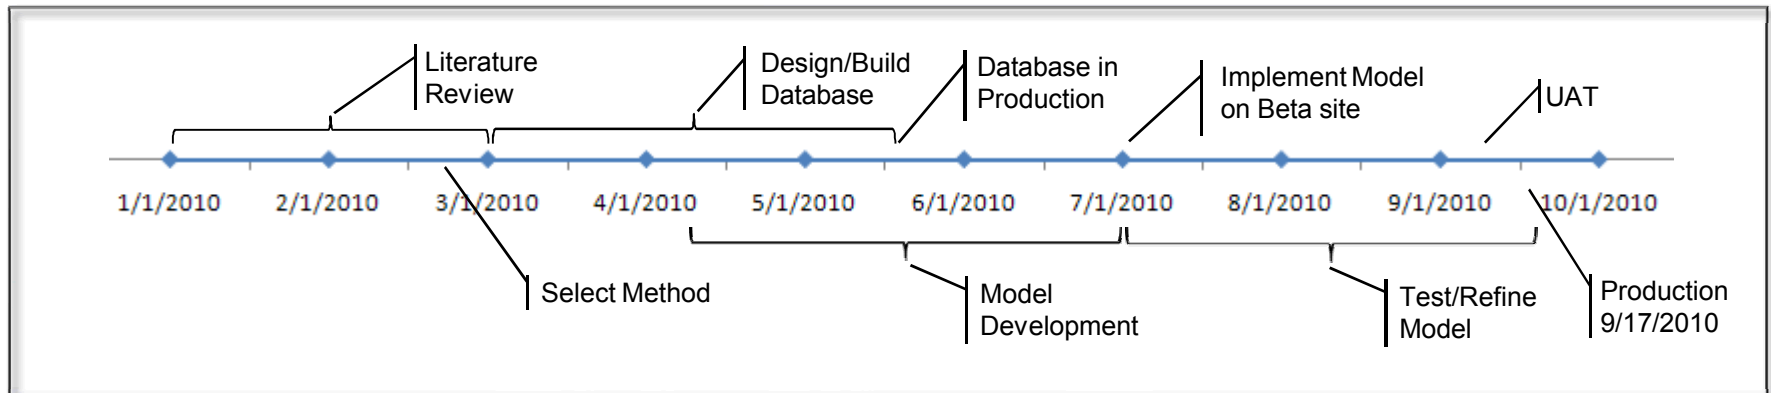 Literature
Review
Design/Build
Database
Database in
Production
Implement Model
on Beta site
UAT
1/1/2010
2/1/2010
3/1/2010
4/1/2010
5/1/2010
6/1/2010
7/1/2010
8/1/2010
9/1/2010
10/1/2010
Select Method
Model
Development
Test/Refine
Model
Production
9/17/2010